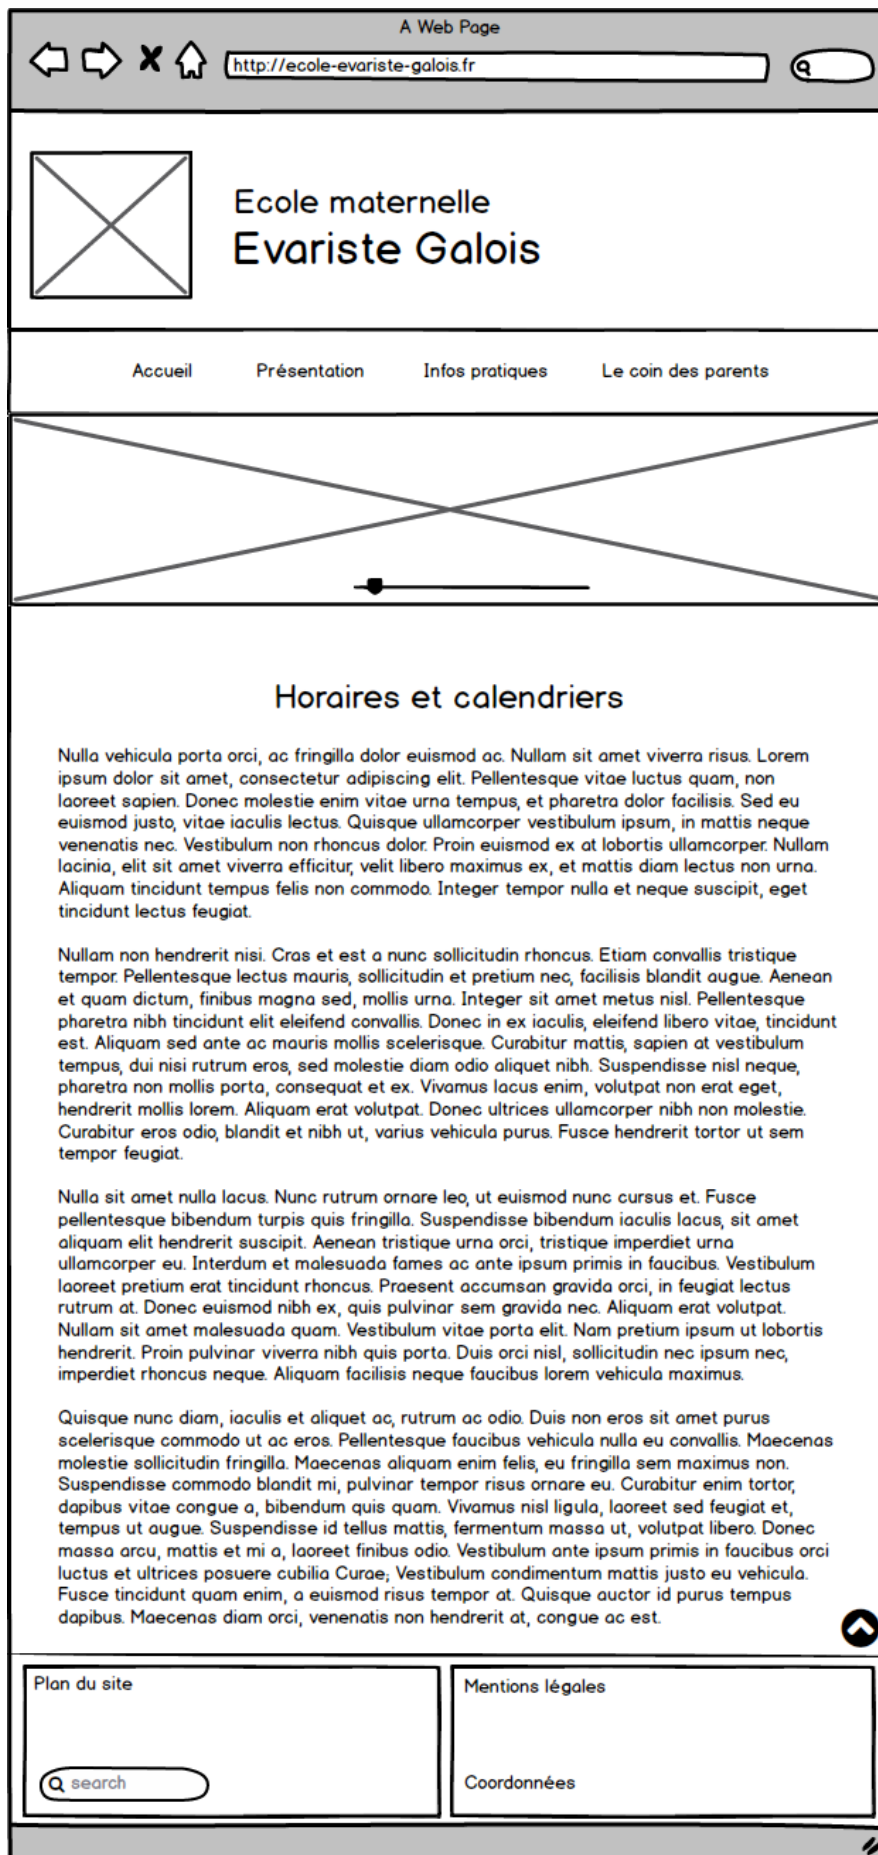 A Web Page
http://ecole-evariste-galois.fr
Ecole maternelle
Evariste Galois
Accueil Présentation Infos pratiques Le coin des parents
Horaires et calendriers
Nulla vehicula porta orci, ac fringilla dolor euismod ac. Nullam sit amet viverra risus. Lorem
ipsum dolor sit amet, consectetur adipiscing elit. Pellentesque vitae luctus quam, non
laoreet sapien. Donec molestie enim vitae urna tempus, et pharetra dolor facilisis. Sed eu
euismod justo, vitae iaculis lectus. Quisque ullamcorper vestibulum ipsum, in mattis neque
venenatis nec. Vestibulum non rhoncus dolor. Proin euismod ex at lobortis ullamcorper. Nullam
lacinia, elit sit amet viverra efficitur, velit libero maximus ex, et mattis diam lectus non urna.
Aliquam tincidunt tempus felis non commodo. Integer tempor nulla et neque suscipit, eget
tincidunt lectus feugiat.
Nullam non hendrerit nisi. Cras et est a nunc sollicitudin rhoncus. Etiam convallis tristique
tempor. Pellentesque lectus mauris, sollicitudin et pretium nec, facilisis blandit augue. Aenean
et quam dictum, finibus magna sed, mollis urna. Integer sit amet metus nisl. Pellentesque
pharetra nibh tincidunt elit eleifend convallis. Donec in ex iaculis, eleifend libero vitae, tincidunt
est. Aliquam sed ante ac mauris mollis scelerisque. Curabitur mattis, sapien at vestibulum
tempus, dui nisi rutrum eros, sed molestie diam odio aliquet nibh. Suspendisse nisl neque,
pharetra non mollis porta, consequat et ex. Vivamus lacus enim, volutpat non erat eget,
hendrerit mollis lorem. Aliquam erat volutpat. Donec ultrices ullamcorper nibh non molestie.
Curabitur eros odio, blandit et nibh ut, varius vehicula purus. Fusce hendrerit tortor ut sem
tempor feugiat.
Nulla sit amet nulla lacus. Nunc rutrum ornare leo, ut euismod nunc cursus et. Fusce
pellentesque bibendum turpis quis fringilla. Suspendisse bibendum iaculis lacus, sit amet
aliquam elit hendrerit suscipit. Aenean tristique urna orci, tristique imperdiet urna
ullamcorper eu. Interdum et malesuada fames ac ante ipsum primis in faucibus. Vestibulum
laoreet pretium erat tincidunt rhoncus. Praesent accumsan gravida orci, in feugiat lectus
rutrum at. Donec euismod nibh ex, quis pulvinar sem gravida nec. Aliquam erat volutpat.
Nullam sit amet malesuada quam. Vestibulum vitae porta elit. Nam pretium ipsum ut lobortis
hendrerit. Proin pulvinar viverra nibh quis porta. Duis orci nisl, sollicitudin nec ipsum nec,
imperdiet rhoncus neque. Aliquam facilisis neque faucibus lorem vehicula maximus.
Quisque nunc diam, iaculis et aliquet ac, rutrum ac odio. Duis non eros sit amet purus
scelerisque commodo ut ac eros. Pellentesque faucibus vehicula nulla eu convallis. Maecenas
molestie sollicitudin fringilla. Maecenas aliquam enim felis, eu fringilla sem maximus non.
Suspendisse commodo blandit mi, pulvinar tempor risus ornare eu. Curabitur enim tortor,
dapibus vitae congue a, bibendum quis quam. Vivamus nisl ligula, laoreet sed feugiat et,
tempus ut augue. Suspendisse id tellus mattis, fermentum massa ut, volutpat libero. Donec
massa arcu, mattis et mi a, laoreet finibus odio. Vestibulum ante ipsum primis in faucibus orci
luctus et ultrices posuere cubilia Curae; Vestibulum condimentum mattis justo eu vehicula.
Fusce tincidunt quam enim, a euismod risus tempor at. Quisque auctor id purus tempus
dapibus. Maecenas diam orci, venenatis non hendrerit at, congue ac est.
Plan du site
search
Mentions légales
Coordonnées